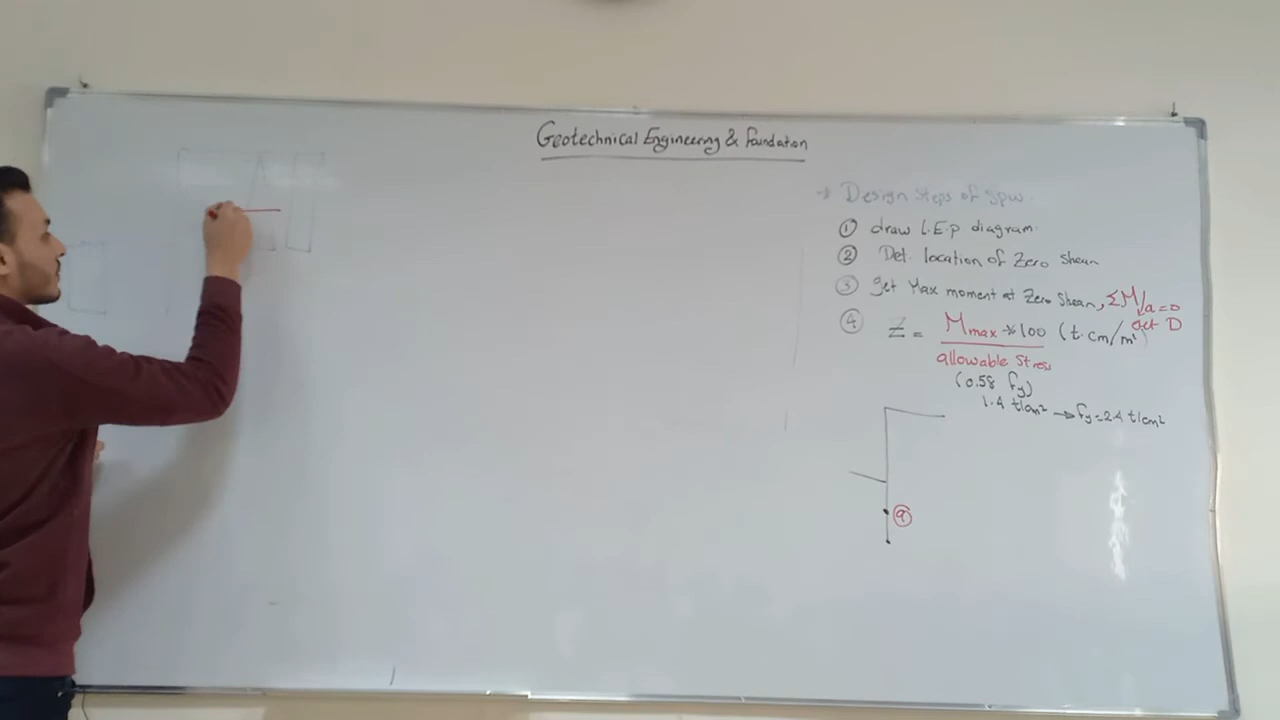 Geotechnical Engineering & Foundation
→ Design Steps of Spw.
① draw L.E.p diagram.
② Det. location of Zero Shear
③ get Max moment at Zero Shear, ΣM/a=0
get D
④ Z = Mmax*100 (t.cm/m')
allowable Stress
(0.58 fy)
1.4 t/cm² → fy=2.4 t/cm²
ⓐ